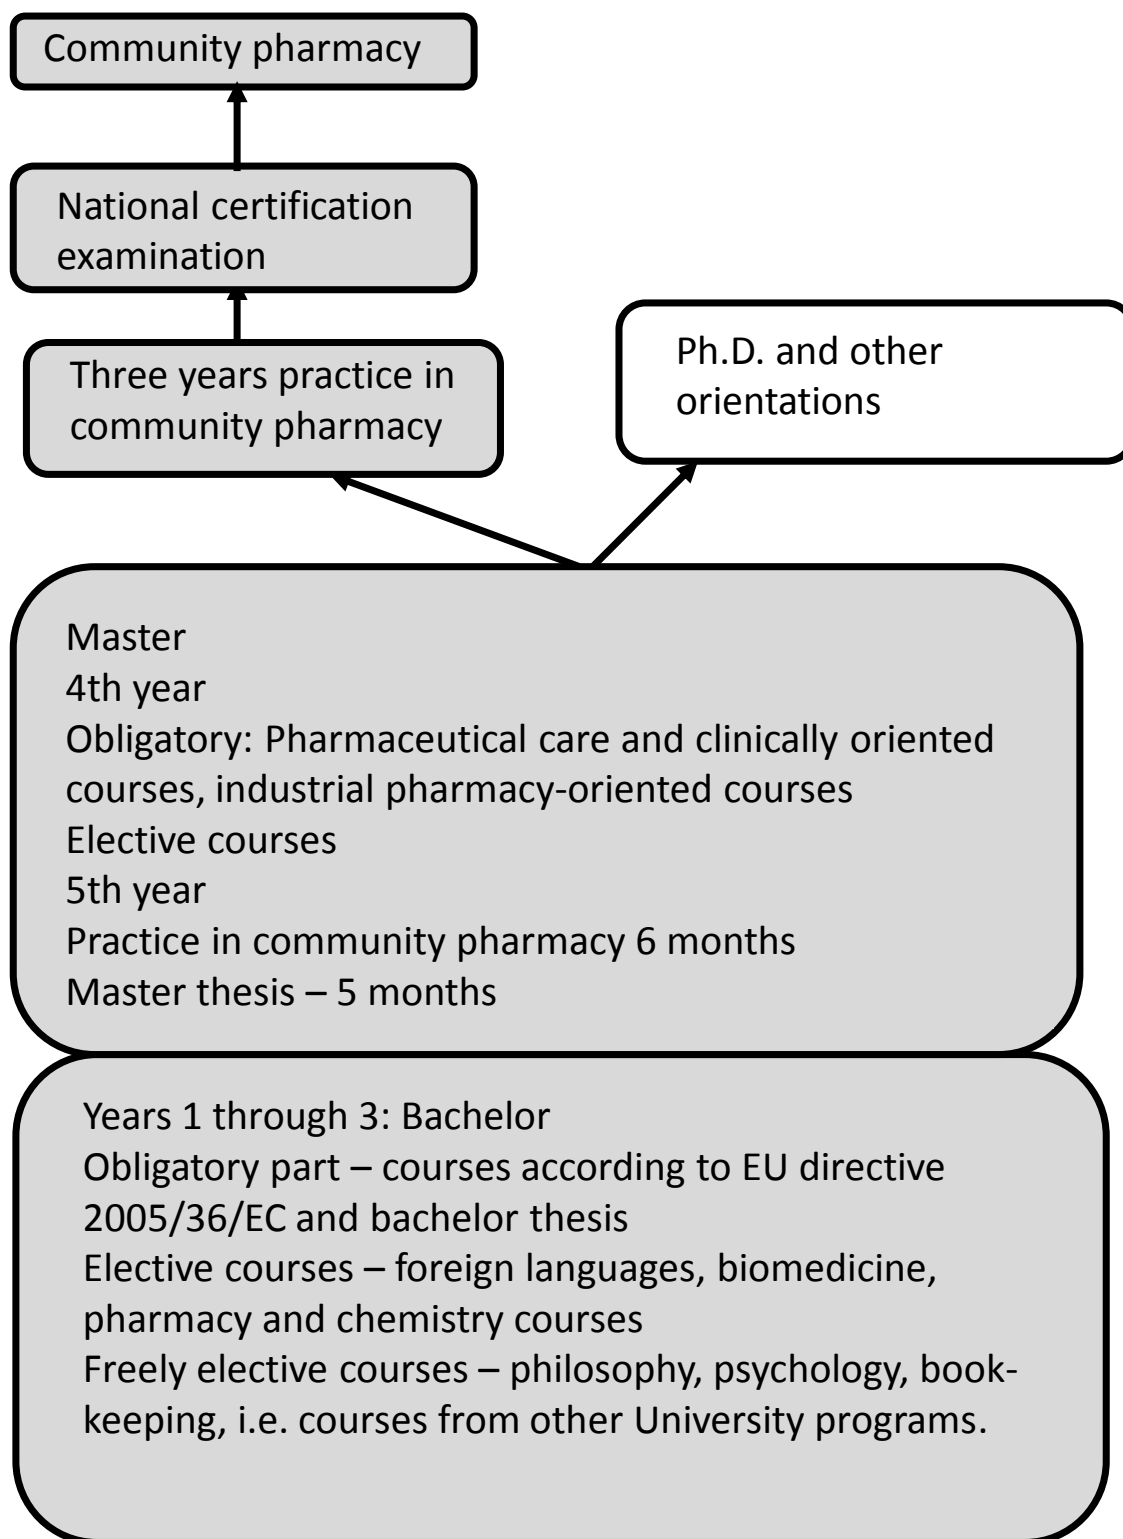 Community pharmacy
National certification
examination
Three years practice in
community pharmacy
Ph.D. and other
orientations
Master
4th year
Obligatory: Pharmaceutical care and clinically oriented
courses, industrial pharmacy-oriented courses
Elective courses
5th year
Practice in community pharmacy 6 months
Master thesis – 5 months
Years 1 through 3: Bachelor
Obligatory part – courses according to EU directive
2005/36/EC and bachelor thesis
Elective courses – foreign languages, biomedicine,
pharmacy and chemistry courses
Freely elective courses – philosophy, psychology, book-
keeping, i.e. courses from other University programs.